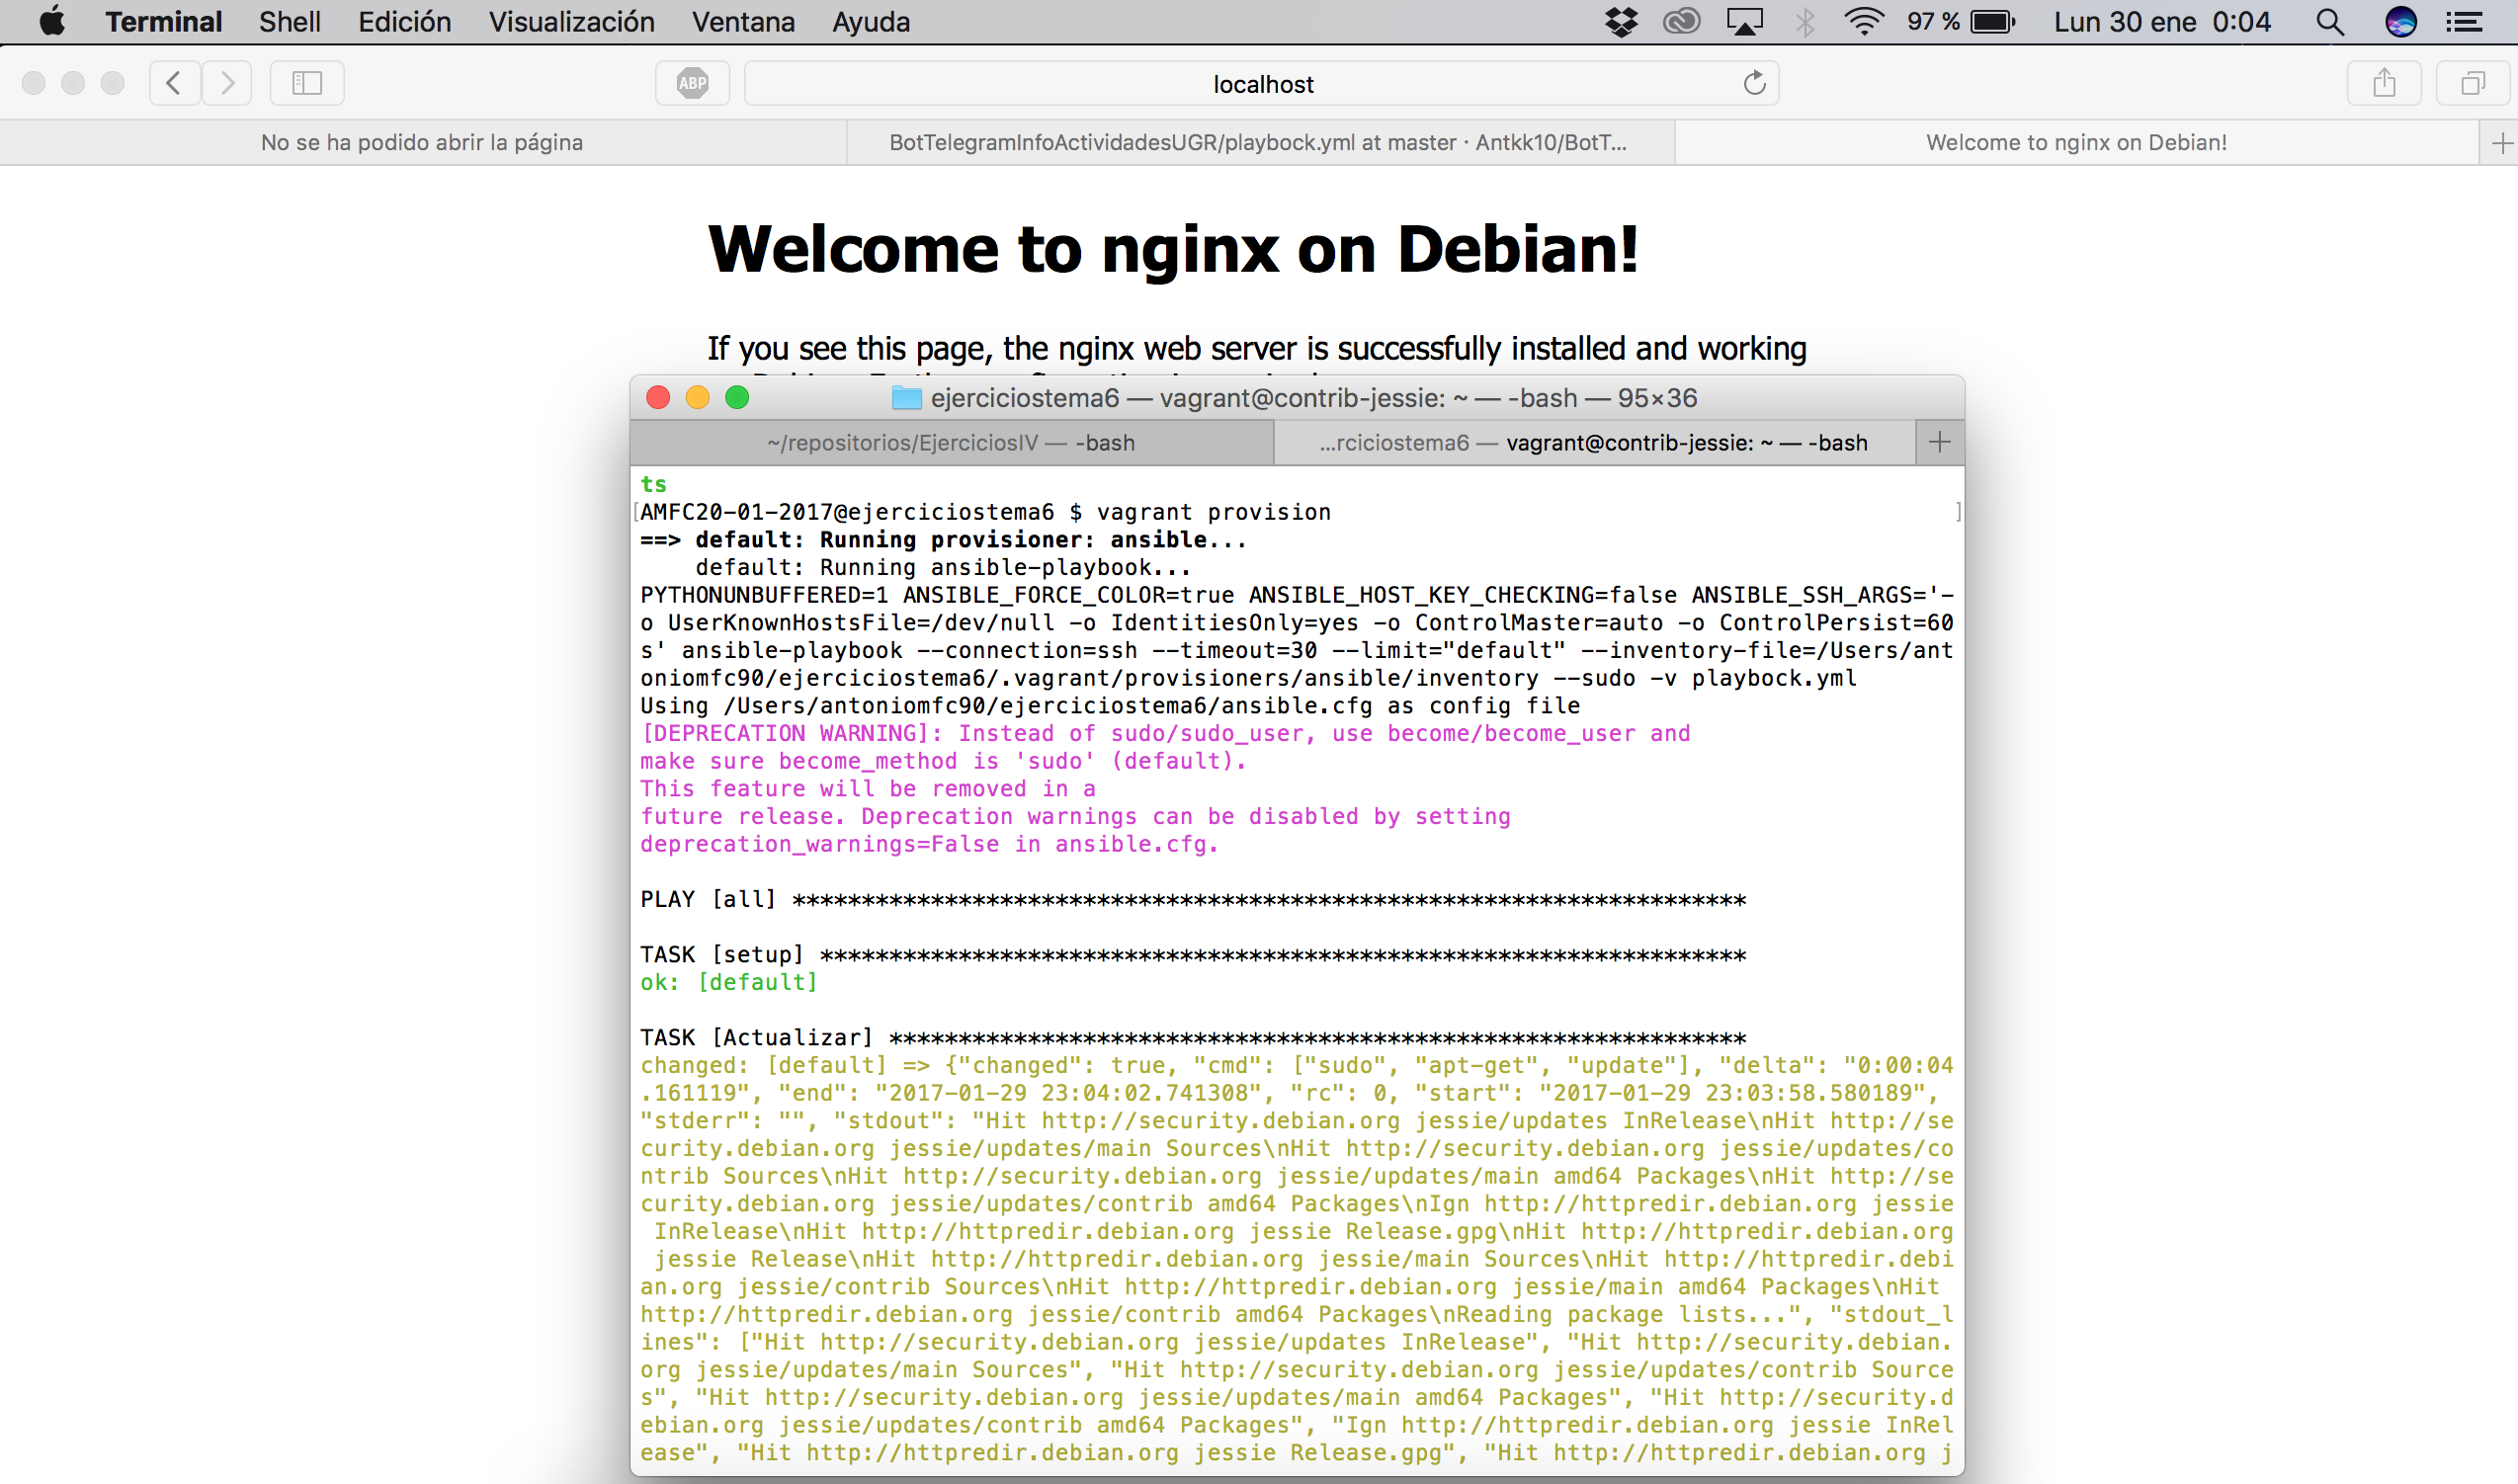 Terminal Shell Edición Visualización Ventana Ayuda 97 % Lun 30 ene 0:04
ABP localhost
No se ha podido abrir la página BotTelegramInfoActividadesUGR/playbock.yml at master · Antkk10/BotT... Welcome to nginx on Debian!
Welcome to nginx on Debian!
If you see this page, the nginx web server is successfully installed and working
ejerciciostema6 — vagrant@contrib-jessie: ~ — -bash — 95×36
~/repositorios/EjerciciosIV — -bash ...rciciostema6 — vagrant@contrib-jessie: ~ — -bash
ts
[AMFC20-01-2017@ejerciciostema6 $ vagrant provision ]
==> default: Running provisioner: ansible...
default: Running ansible-playbook...
PYTHONUNBUFFERED=1 ANSIBLE_FORCE_COLOR=true ANSIBLE_HOST_KEY_CHECKING=false ANSIBLE_SSH_ARGS='-
o UserKnownHostsFile=/dev/null -o IdentitiesOnly=yes -o ControlMaster=auto -o ControlPersist=60
s' ansible-playbook --connection=ssh --timeout=30 --limit="default" --inventory-file=/Users/ant
oniomfc90/ejerciciostema6/.vagrant/provisioners/ansible/inventory --sudo -v playbock.yml
Using /Users/antoniomfc90/ejerciciostema6/ansible.cfg as config file
[DEPRECATION WARNING]: Instead of sudo/sudo_user, use become/become_user and
make sure become_method is 'sudo' (default).
This feature will be removed in a
future release. Deprecation warnings can be disabled by setting
deprecation_warnings=False in ansible.cfg.
PLAY [all] *********************************************************************
TASK [setup] *******************************************************************
ok: [default]
TASK [Actualizar] **************************************************************
changed: [default] => {"changed": true, "cmd": ["sudo", "apt-get", "update"], "delta": "0:00:04
.161119", "end": "2017-01-29 23:04:02.741308", "rc": 0, "start": "2017-01-29 23:03:58.580189",
"stderr": "", "stdout": "Hit http://security.debian.org jessie/updates InRelease\nHit http://se
curity.debian.org jessie/updates/main Sources\nHit http://security.debian.org jessie/updates/co
ntrib Sources\nHit http://security.debian.org jessie/updates/main amd64 Packages\nHit http://se
curity.debian.org jessie/updates/contrib amd64 Packages\nIgn http://httpredir.debian.org jessie
InRelease\nHit http://httpredir.debian.org jessie Release.gpg\nHit http://httpredir.debian.org
jessie Release\nHit http://httpredir.debian.org jessie/main Sources\nHit http://httpredir.debi
an.org jessie/contrib Sources\nHit http://httpredir.debian.org jessie/main amd64 Packages\nHit
http://httpredir.debian.org jessie/contrib amd64 Packages\nReading package lists...", "stdout_l
ines": ["Hit http://security.debian.org jessie/updates InRelease", "Hit http://security.debian.
org jessie/updates/main Sources", "Hit http://security.debian.org jessie/updates/contrib Source
s", "Hit http://security.debian.org jessie/updates/main amd64 Packages", "Hit http://security.d
ebian.org jessie/updates/contrib amd64 Packages", "Ign http://httpredir.debian.org jessie InRel
ease", "Hit http://httpredir.debian.org jessie Release.gpg", "Hit http://httpredir.debian.org j